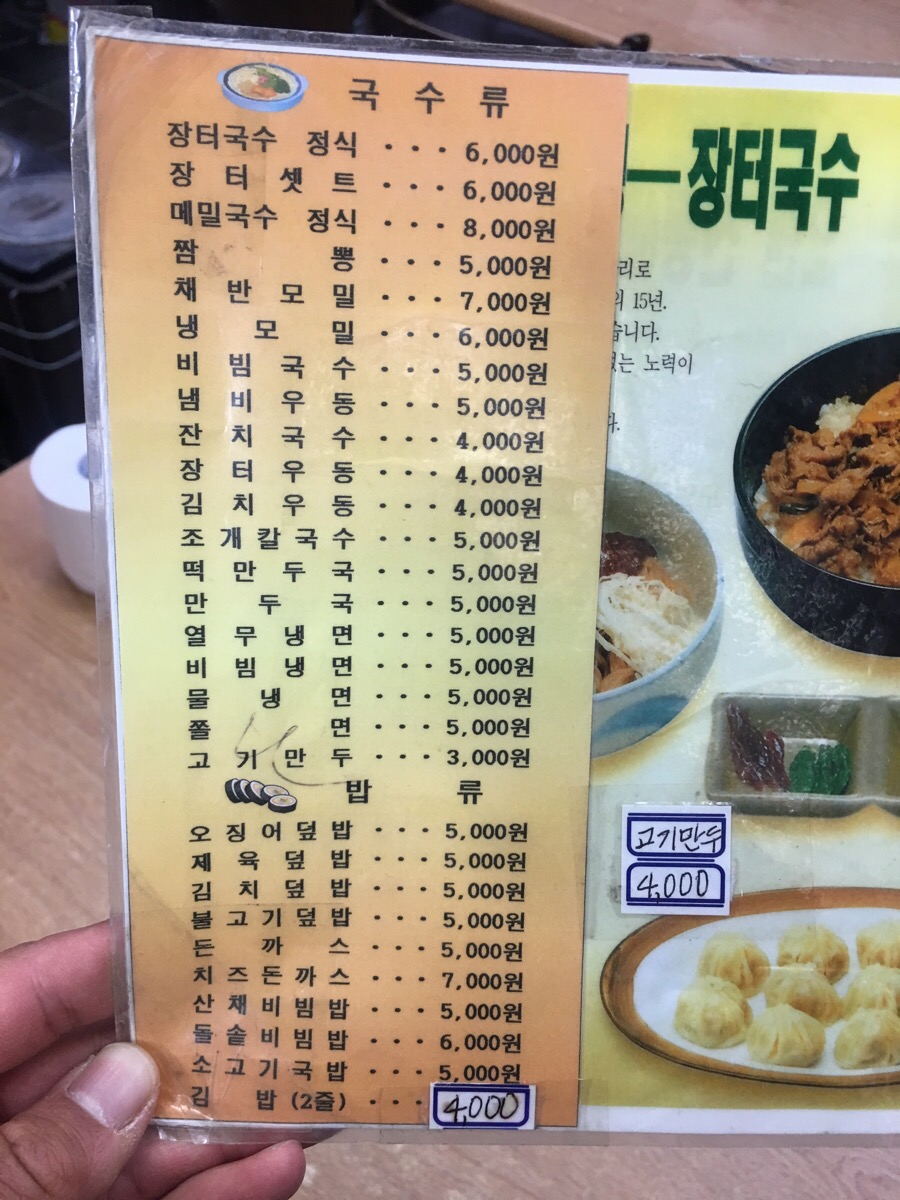 국수류
장터국수 정식 ··· 6,000원
장터셋트 ··· 6,000원
메밀국수 정식 ··· 8,000원
짬뽕 ··· 5,000원
채반모밀 ··· 7,000원
냉모밀 ··· 6,000원
비빔국수 ··· 5,000원
냄비우동 ··· 5,000원
잔치국수 ··· 4,000원
장터우동 ··· 4,000원
김치우동 ··· 4,000원
조개칼국수 ··· 5,000원
떡만두국 ··· 5,000원
만두국 ··· 5,000원
열무냉면 ··· 5,000원
비빔냉면 ··· 5,000원
물냉면 ··· 5,000원
쫄면 ··· 5,000원
고기만두 ··· 3,000원
밥류
오징어덮밥 ··· 5,000원
제육덮밥 ··· 5,000원
김치덮밥 ··· 5,000원
불고기덮밥 ··· 5,000원
돈까스 ··· 5,000원
치즈돈까스 ··· 7,000원
산채비빔밥 ··· 5,000원
돌솥비빔밥 ··· 6,000원
소고기국밥 ··· 5,000원
김밥(2줄) ··· 4,000
장터국수
리로
15년.
습니다.
없는 노력이
다.
고기만두
4,000